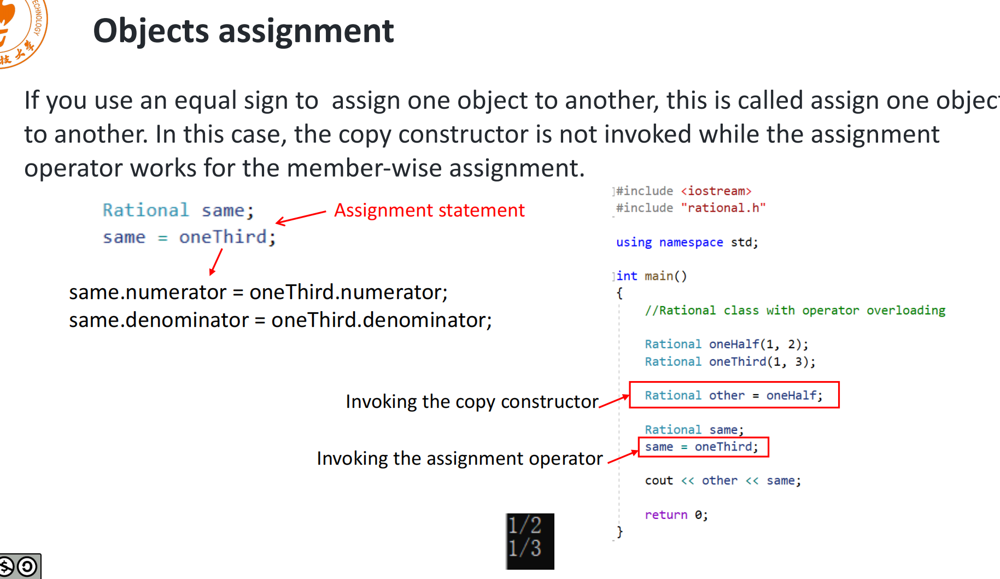 TECHNOLOGY
技大学
Objects assignment
If you use an equal sign to  assign one object to another, this is called assign one objec
to another. In this case, the copy constructor is not invoked while the assignment
operator works for the member-wise assignment.
Rational same;
same = oneThird;
Assignment statement
same.numerator = oneThird.numerator;
same.denominator = oneThird.denominator;
#include <iostream>
#include "rational.h"
using namespace std;
int main()
{
//Rational class with operator overloading
Rational oneHalf(1, 2);
Rational oneThird(1, 3);
Invoking the copy constructor
Rational other = oneHalf;
Rational same;
Invoking the assignment operator
same = oneThird;
cout << other << same;
return 0;
}
1/2
1/3